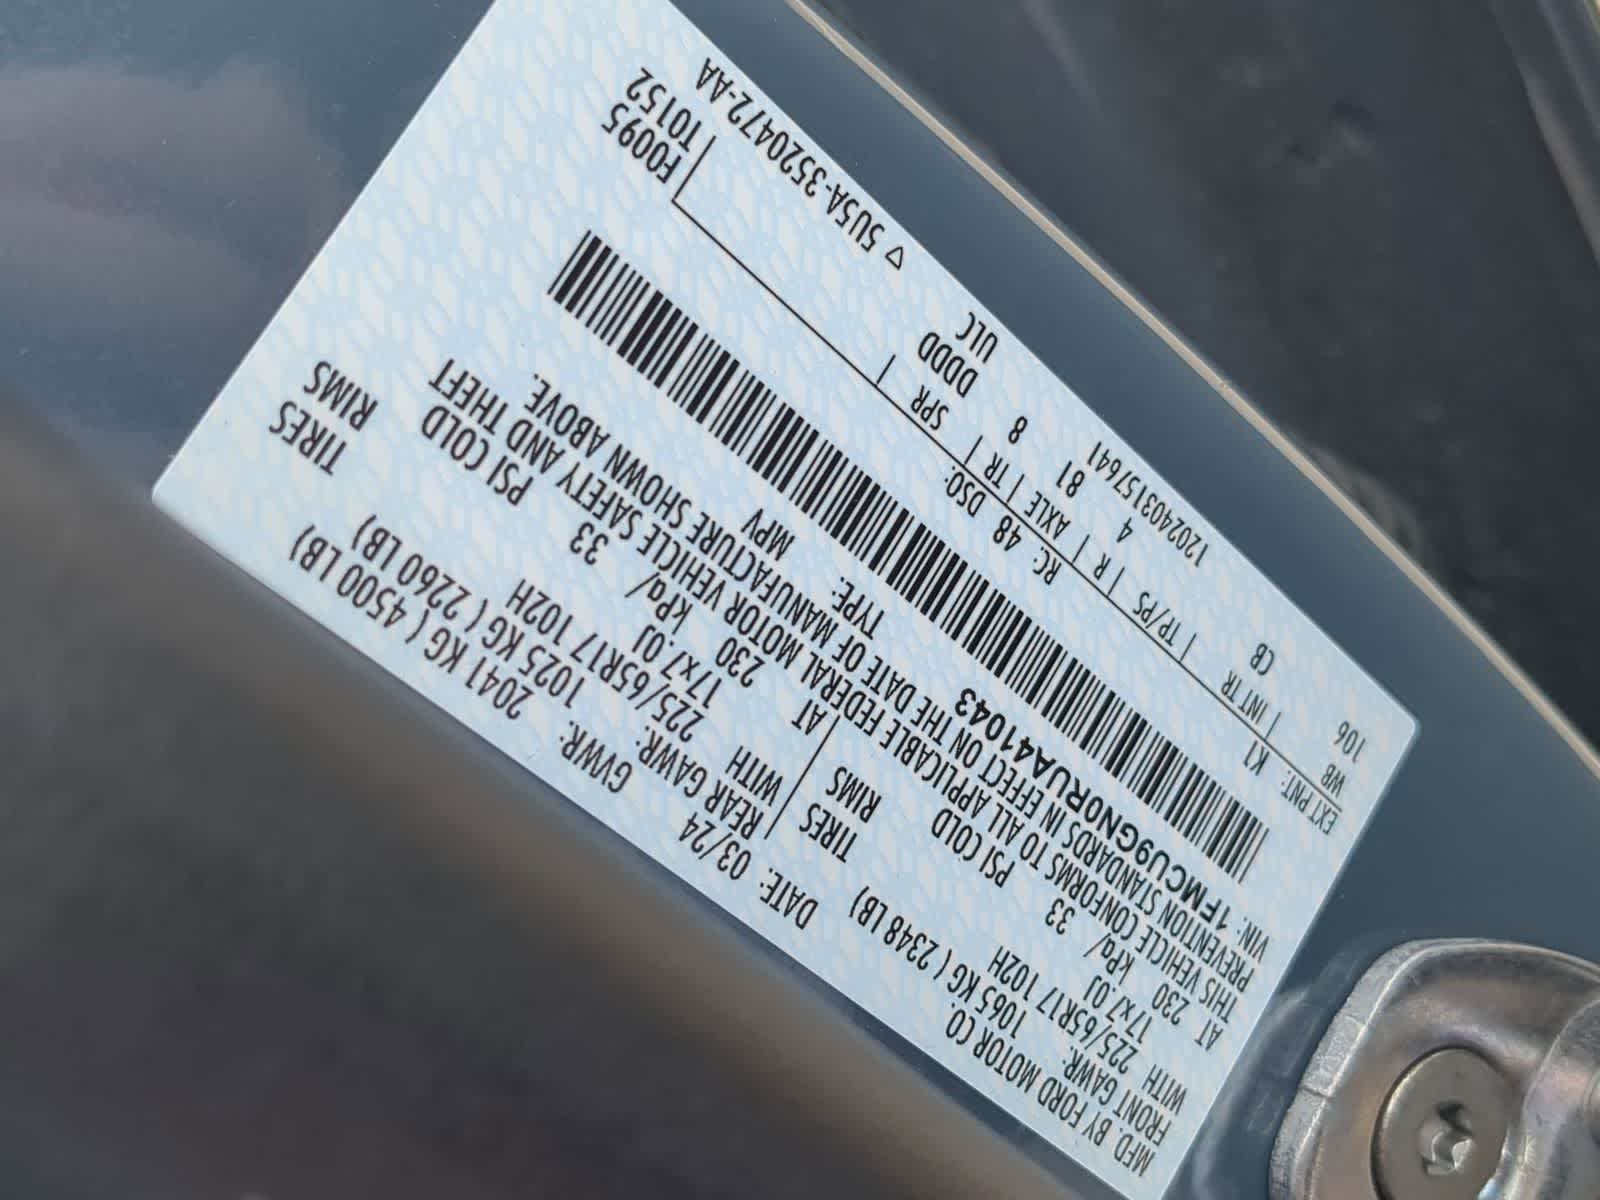 MFD. BY FORD MOTOR CO.
DATE: 03/24 GVWR: 2041 KG ( 4500 LB)
FRONT GAWR: 1065 KG ( 2348 LB) REAR GAWR: 1025 KG ( 2260 LB)
WITH 225/65R17 102H TIRES WITH 225/65R17 102H TIRES
17x7.0J RIMS 17x7.0J RIMS
AT 230 kPa/ 33 PSI COLD AT 230 kPa/ 33 PSI COLD
THIS VEHICLE CONFORMS TO ALL APPLICABLE FEDERAL MOTOR VEHICLE SAFETY AND THEFT
PREVENTION STANDARDS IN EFFECT ON THE DATE OF MANUFACTURE SHOWN ABOVE.
VIN: 1FMCU9GN0RUA41043 TYPE: MPV
F0095
T0152
EXT PNT: K1 RC: 48 DSO:
WB | INT TR | TP/PS | R | AXLE | TR | SPR |
106 CB 4 81 8 DDDD
ULC
12024031576​41 ▽ 5U5A-3520472-AA